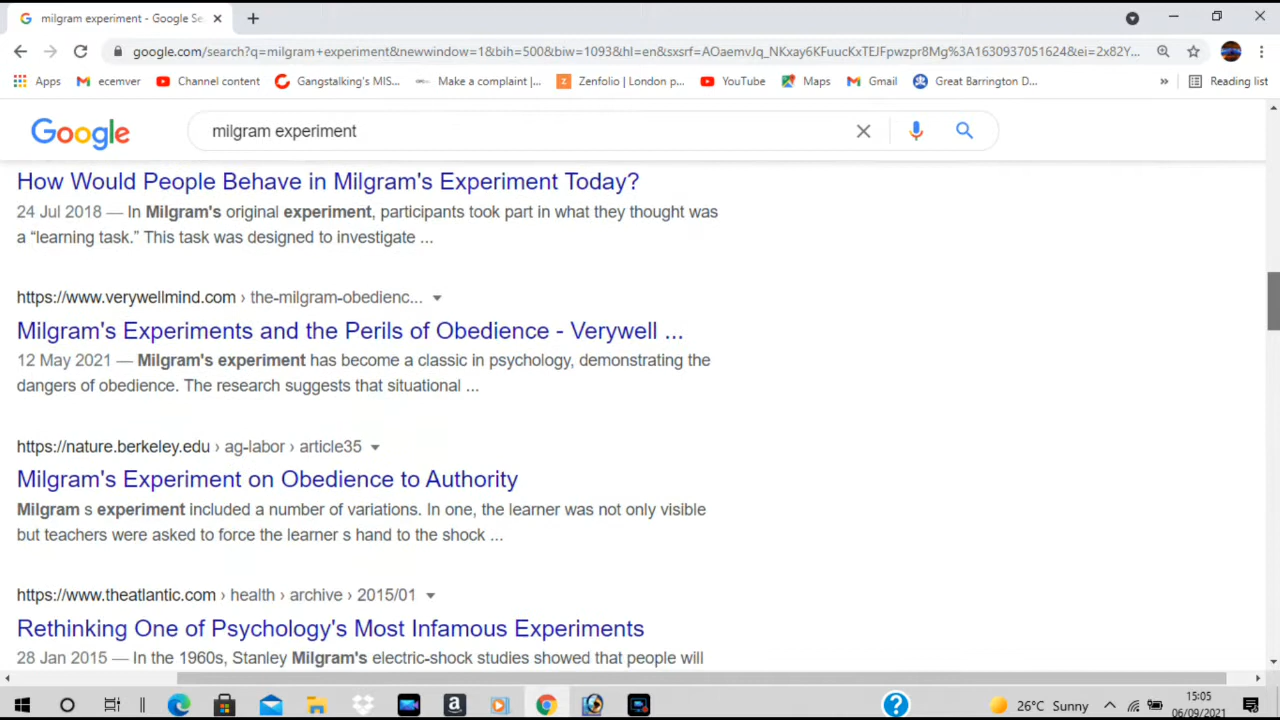 milgram experiment - Google Se
google.com/search?q=milgram+experiment&newwindow=1&bih=500&biw=1093&hl=en&sxsrf=AOaemvJq_NKxay6KFuucKxTEJFpwzpr8Mg%3A1630937051624&ei=2x82Y...
Apps ecemver Channel content Gangstalking's MIS... Make a complaint |... Zenfolio | London p... YouTube Maps Gmail Great Barrington D... » Reading list
Google milgram experiment
How Would People Behave in Milgram's Experiment Today?
24 Jul 2018 — In Milgram's original experiment, participants took part in what they thought was
a “learning task.” This task was designed to investigate ...
https://www.verywellmind.com › the-milgram-obedienc...
Milgram's Experiments and the Perils of Obedience - Verywell ...
12 May 2021 — Milgram's experiment has become a classic in psychology, demonstrating the
dangers of obedience. The research suggests that situational ...
https://nature.berkeley.edu › ag-labor › article35
Milgram's Experiment on Obedience to Authority
Milgram s experiment included a number of variations. In one, the learner was not only visible
but teachers were asked to force the learner s hand to the shock ...
https://www.theatlantic.com › health › archive › 2015/01
Rethinking One of Psychology's Most Infamous Experiments
28 Jan 2015 — In the 1960s, Stanley Milgram's electric-shock studies showed that people will
26°C Sunny 15:05
06/09/2021